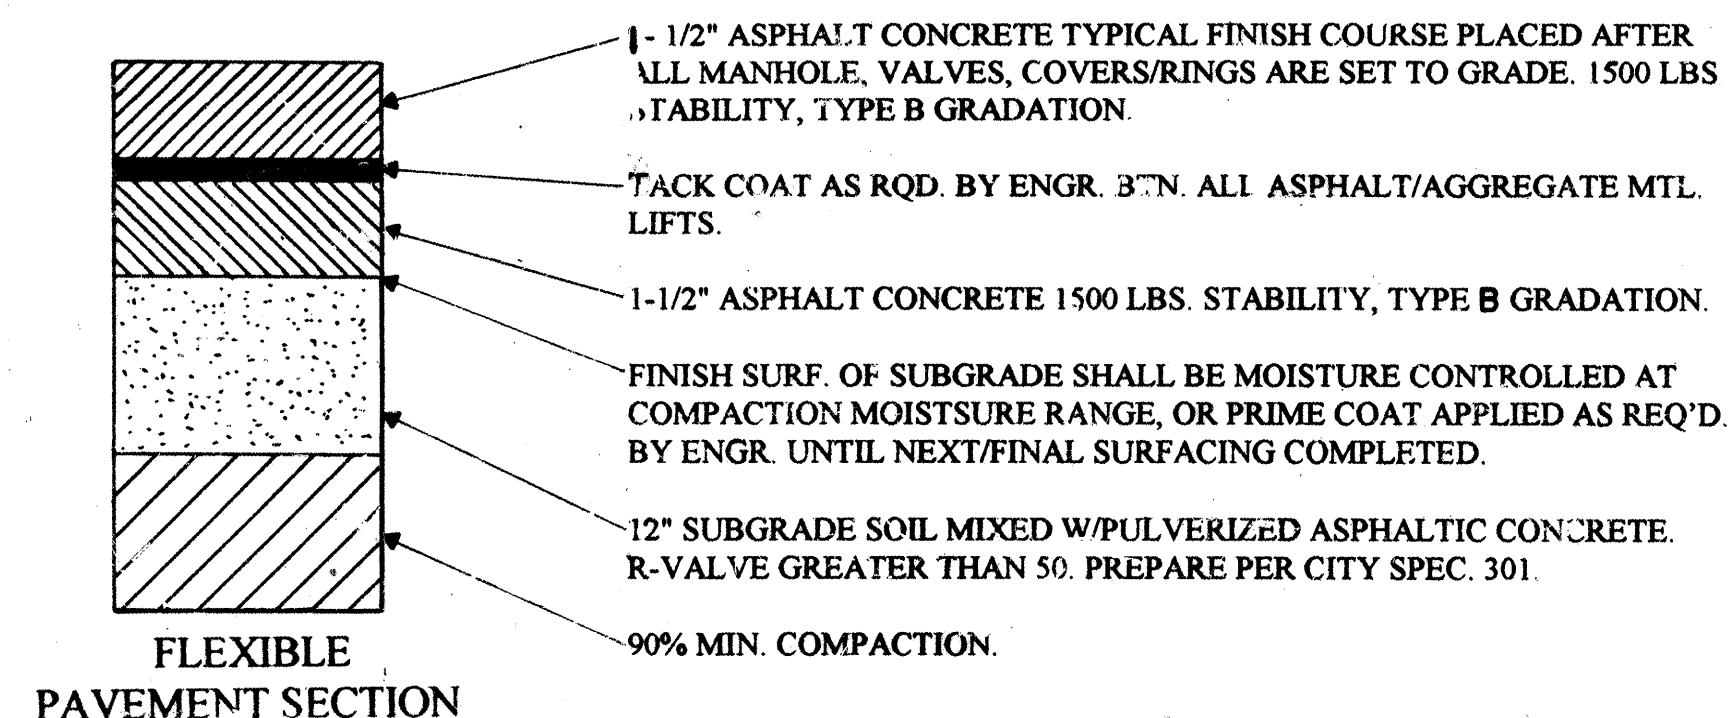 1- 1/2" ASPHALT CONCRETE TYPICAL FINISH COURSE PLACED AFTER
ALL MANHOLE, VALVES, COVERS/RINGS ARE SET TO GRADE. 1500 LBS
STABILITY, TYPE B GRADATION.
TACK COAT AS RQD. BY ENGR. BTN. ALL ASPHALT/AGGREGATE MTL.
LIFTS.
1-1/2" ASPHALT CONCRETE 1500 LBS. STABILITY, TYPE B GRADATION.
FINISH SURF. OF SUBGRADE SHALL BE MOISTURE CONTROLLED AT
COMPACTION MOISTSURE RANGE, OR PRIME COAT APPLIED AS REQ'D.
BY ENGR. UNTIL NEXT/FINAL SURFACING COMPLETED.
12" SUBGRADE SOIL MIXED W/PULVERIZED ASPHALTIC CONCRETE.
R-VALVE GREATER THAN 50. PREPARE PER CITY SPEC. 301.
90% MIN. COMPACTION.
FLEXIBLE
PAVEMENT SECTION